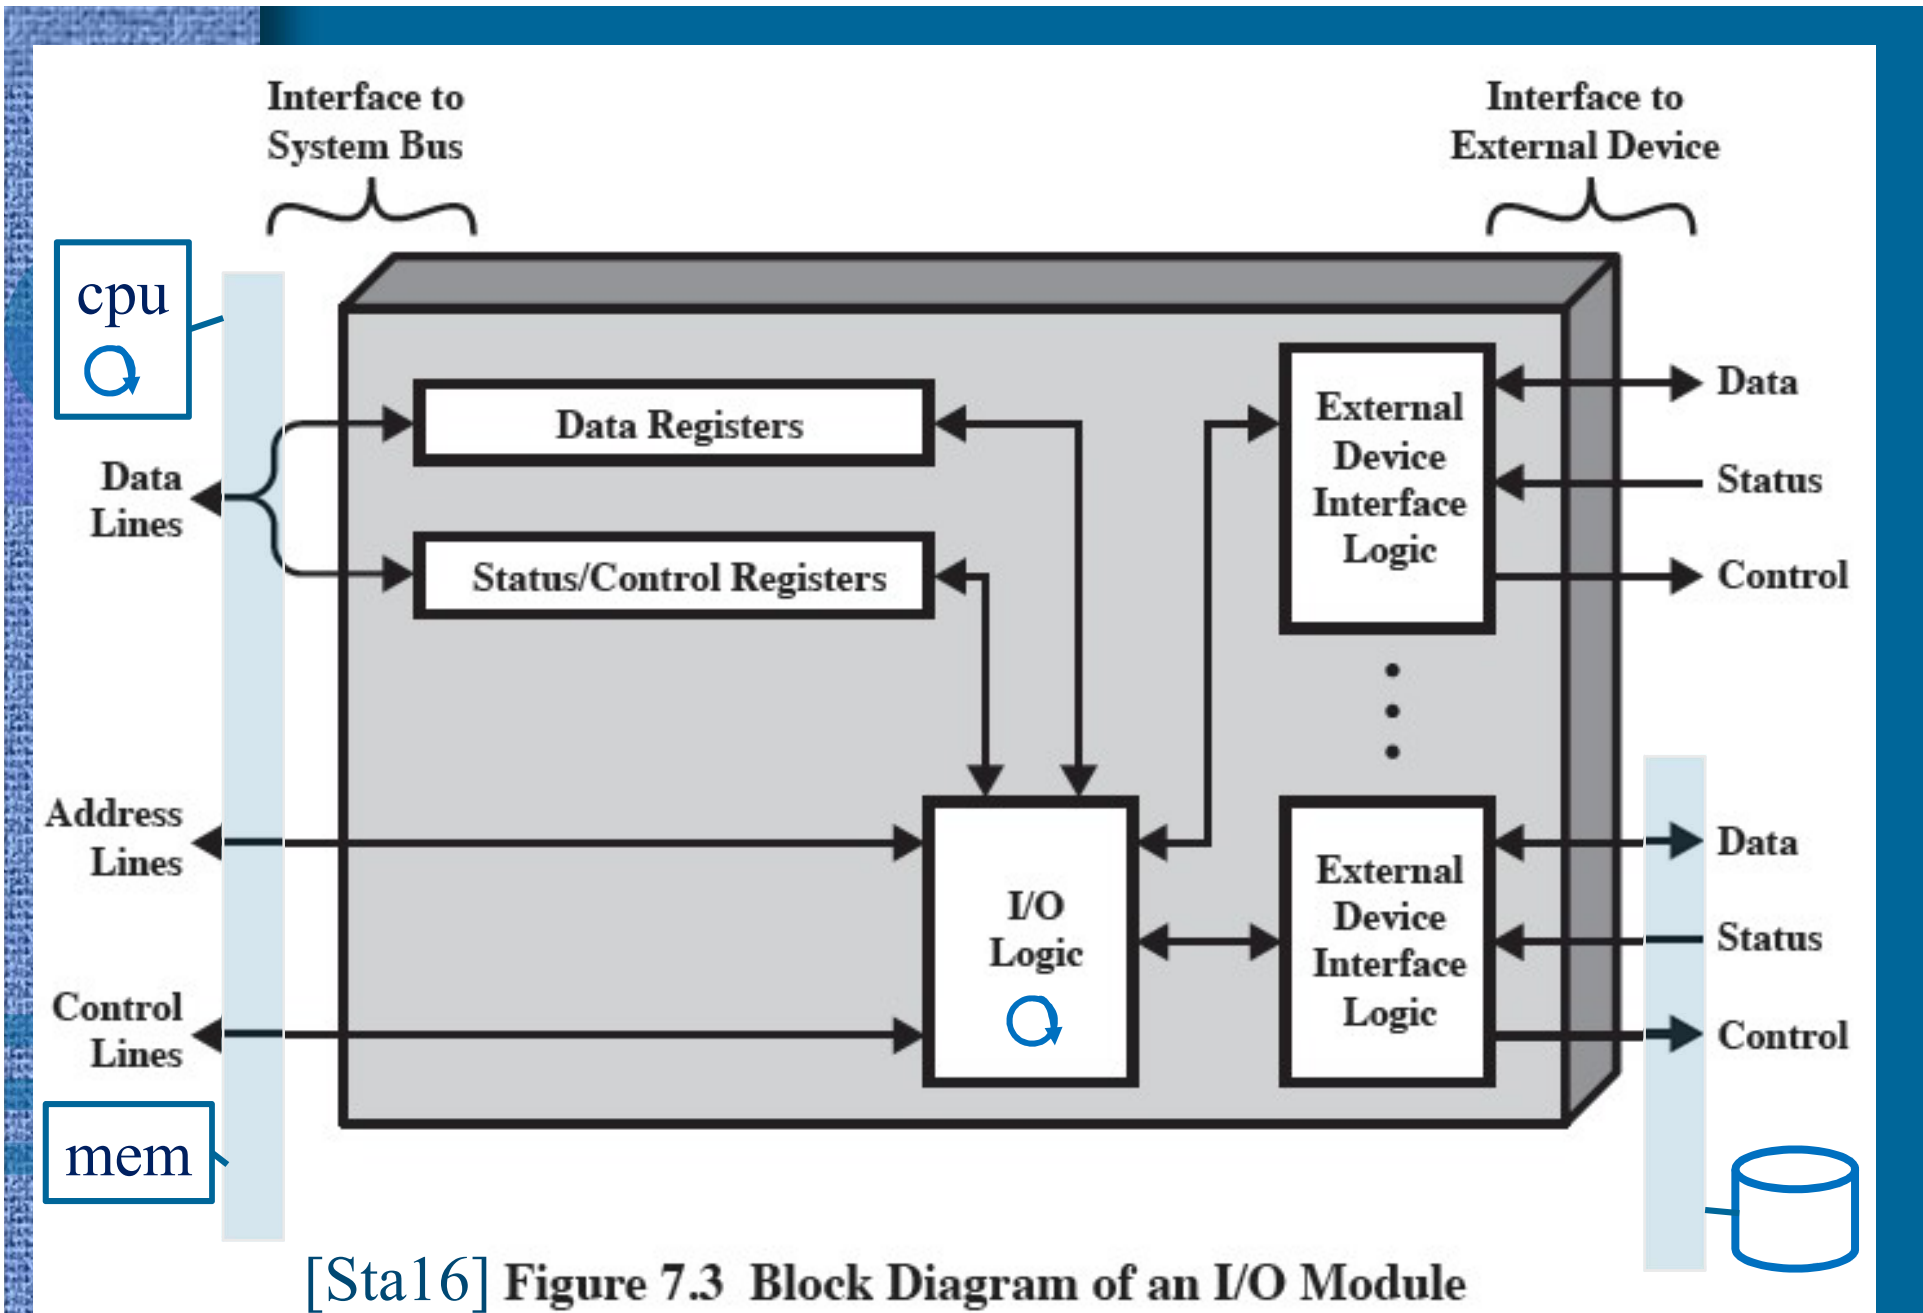 Interface to
System Bus
Interface to
External Device
cpu
Data
Lines
Address
Lines
Control
Lines
mem
Data Registers
Status/Control Registers
I/O
Logic
External
Device
Interface
Logic
Data
Status
Control
External
Device
Interface
Logic
Data
Status
Control
[Sta16] Figure 7.3 Block Diagram of an I/O Module